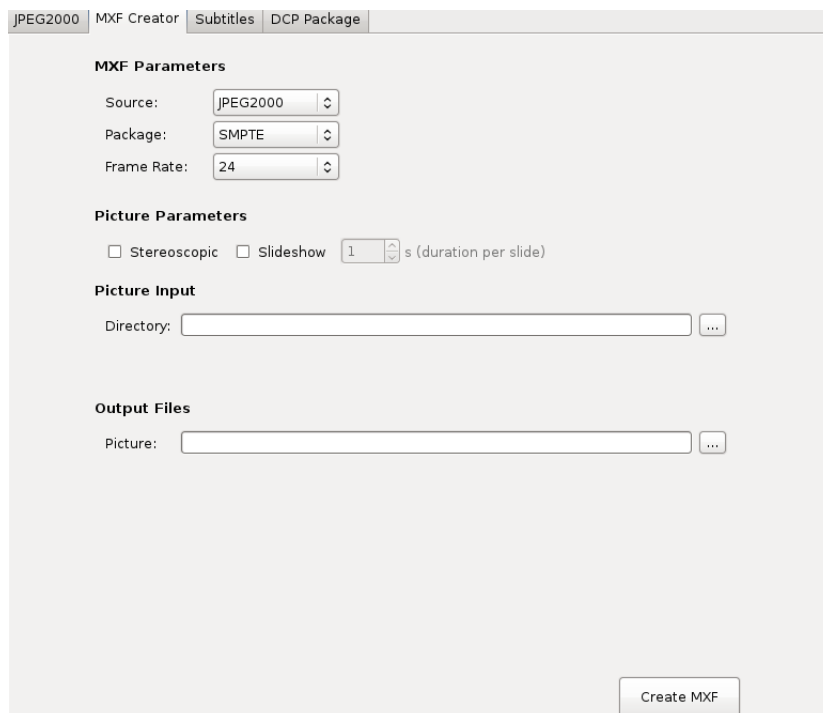 JPEG2000 MXF Creator Subtitles DCP Package
MXF Parameters
Source: JPEG2000
Package: SMPTE
Frame Rate: 24
Picture Parameters
Stereoscopic Slideshow 1 s (duration per slide)
Picture Input
Directory: ...
Output Files
Picture: ...
Create MXF